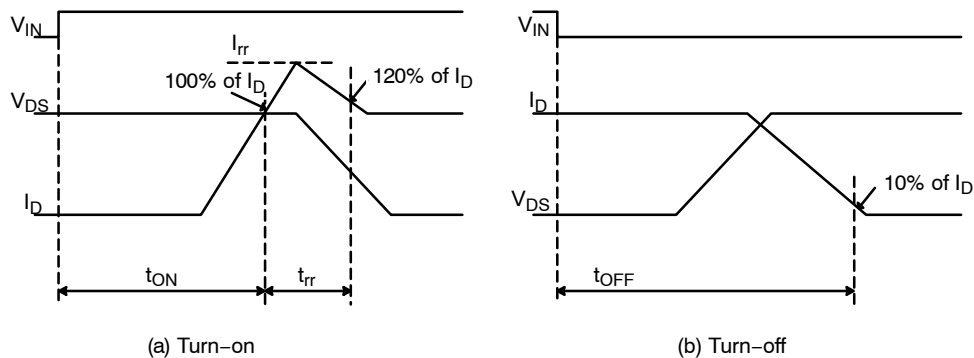 V_IN
I_rr
100% of I_D
120% of I_D
V_DS
I_D
t_ON
t_rr
(a) Turn−on
V_IN
I_D
10% of I_D
V_DS
t_OFF
(b) Turn−off